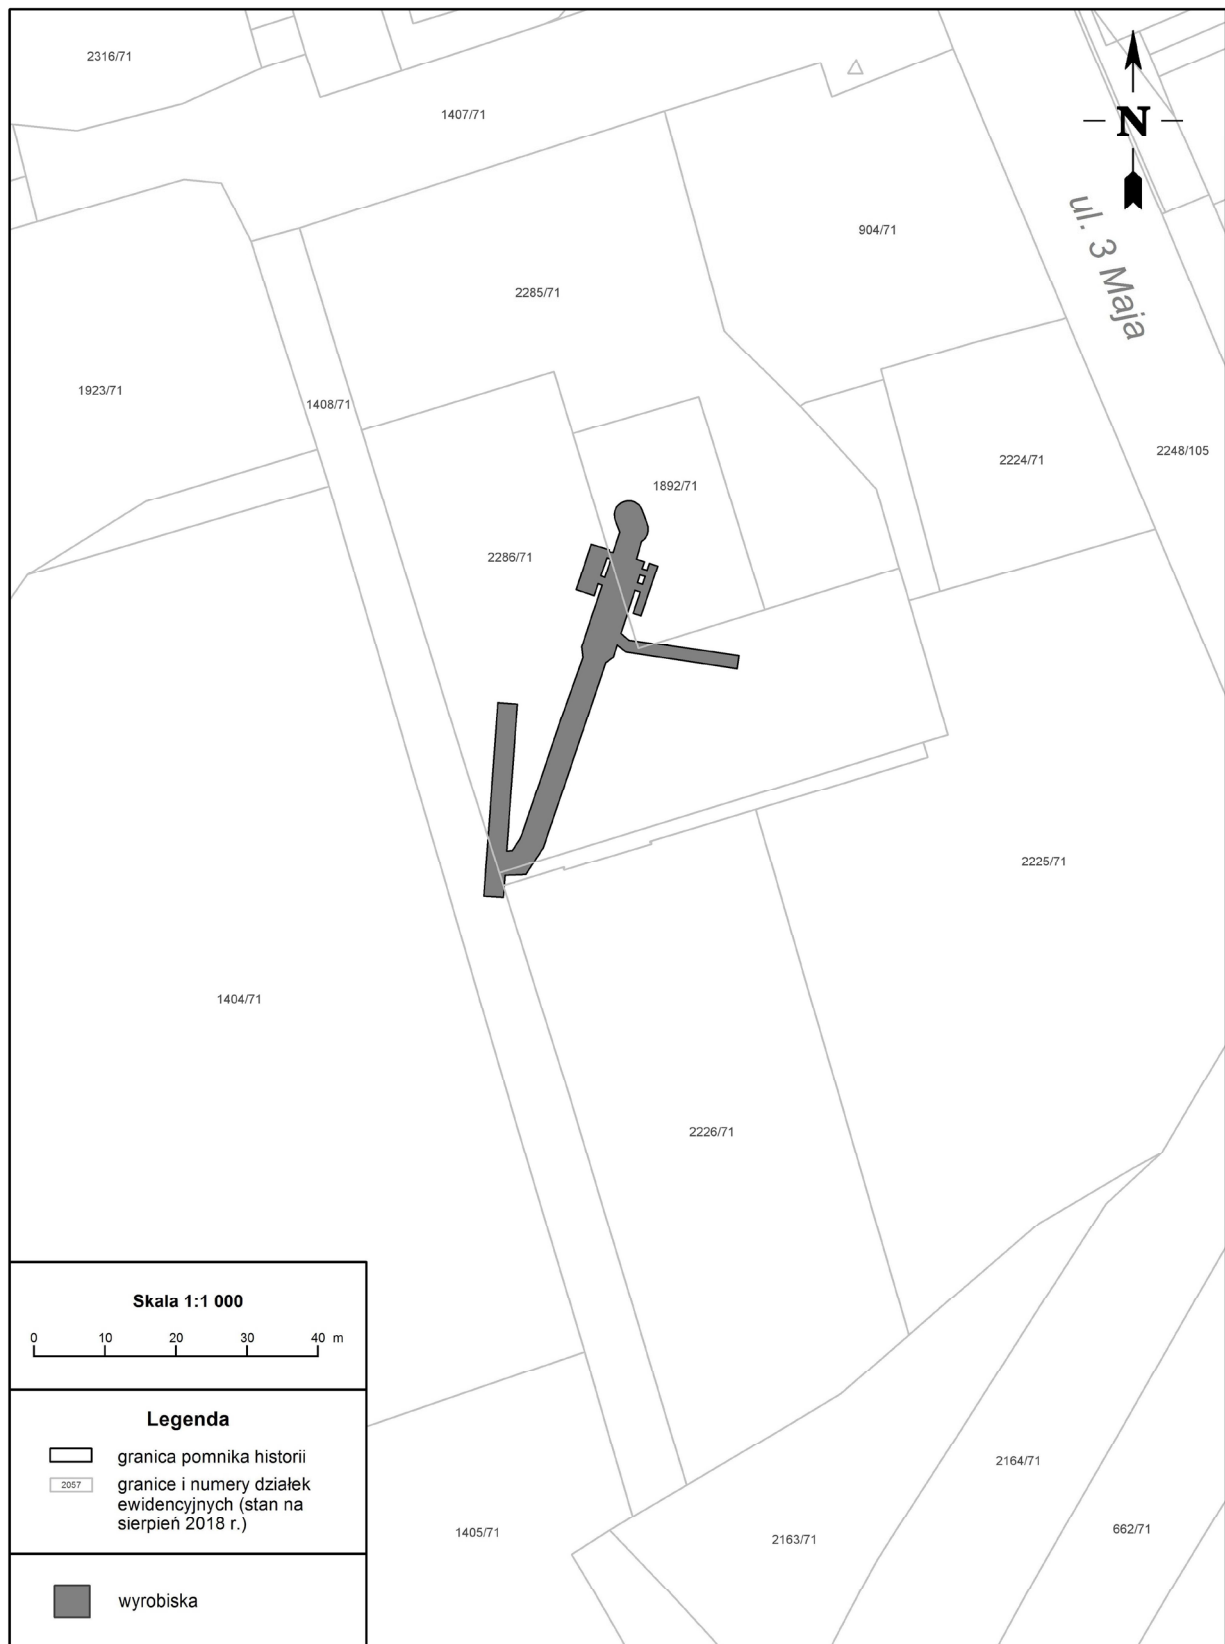 2316/71
1407/71
N
ul. 3 Maja
904/71
2285/71
1923/71
1408/71
2248/105
2224/71
1892/71
2286/71
2225/71
1404/71
2226/71
Skala 1:1 000
0 10 20 30 40 m
Legenda
granica pomnika historii
2057 granice i numery działek
ewidencyjnych (stan na
sierpień 2018 r.)
wyrobiska
2164/71
1405/71
2163/71
662/71